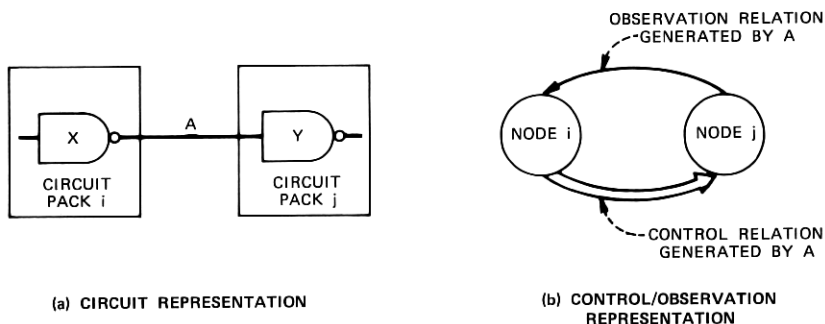 X
A
Y
CIRCUIT
PACK i
CIRCUIT
PACK j
(a) CIRCUIT REPRESENTATION
OBSERVATION RELATION
GENERATED BY A
NODE i
NODE j
CONTROL RELATION
GENERATED BY A
(b) CONTROL/OBSERVATION
REPRESENTATION